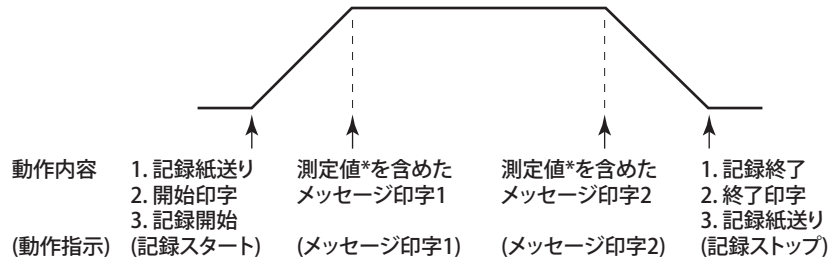 動作内容 1. 記録紙送り 測定値*を含めた 測定値*を含めた 1. 記録終了
2. 開始印字 メッセージ印字1 メッセージ印字2 2. 終了印字
3. 記録開始 3. 記録紙送り
(動作指示) (記録スタート) (メッセージ印字1) (メッセージ印字2) (記録ストップ)